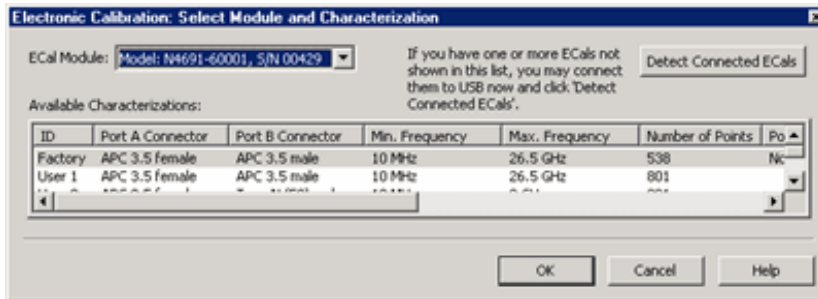 Electronic Calibration: Select Module and Characterization
ECal Module: Model: N4691-60001, S/N 00429
If you have one or more ECals not
shown in this list, you may connect
them to USB now and click 'Detect
Connected ECals'.
Detect Connected ECals
Available Characterizations:
ID Port A Connector Port B Connector Min. Frequency Max. Frequency Number of Points Po
Factory APC 3.5 female APC 3.5 male 10 MHz 26.5 GHz 538 Nc
User 1 APC 3.5 female APC 3.5 male 10 MHz 26.5 GHz 801
OK Cancel Help